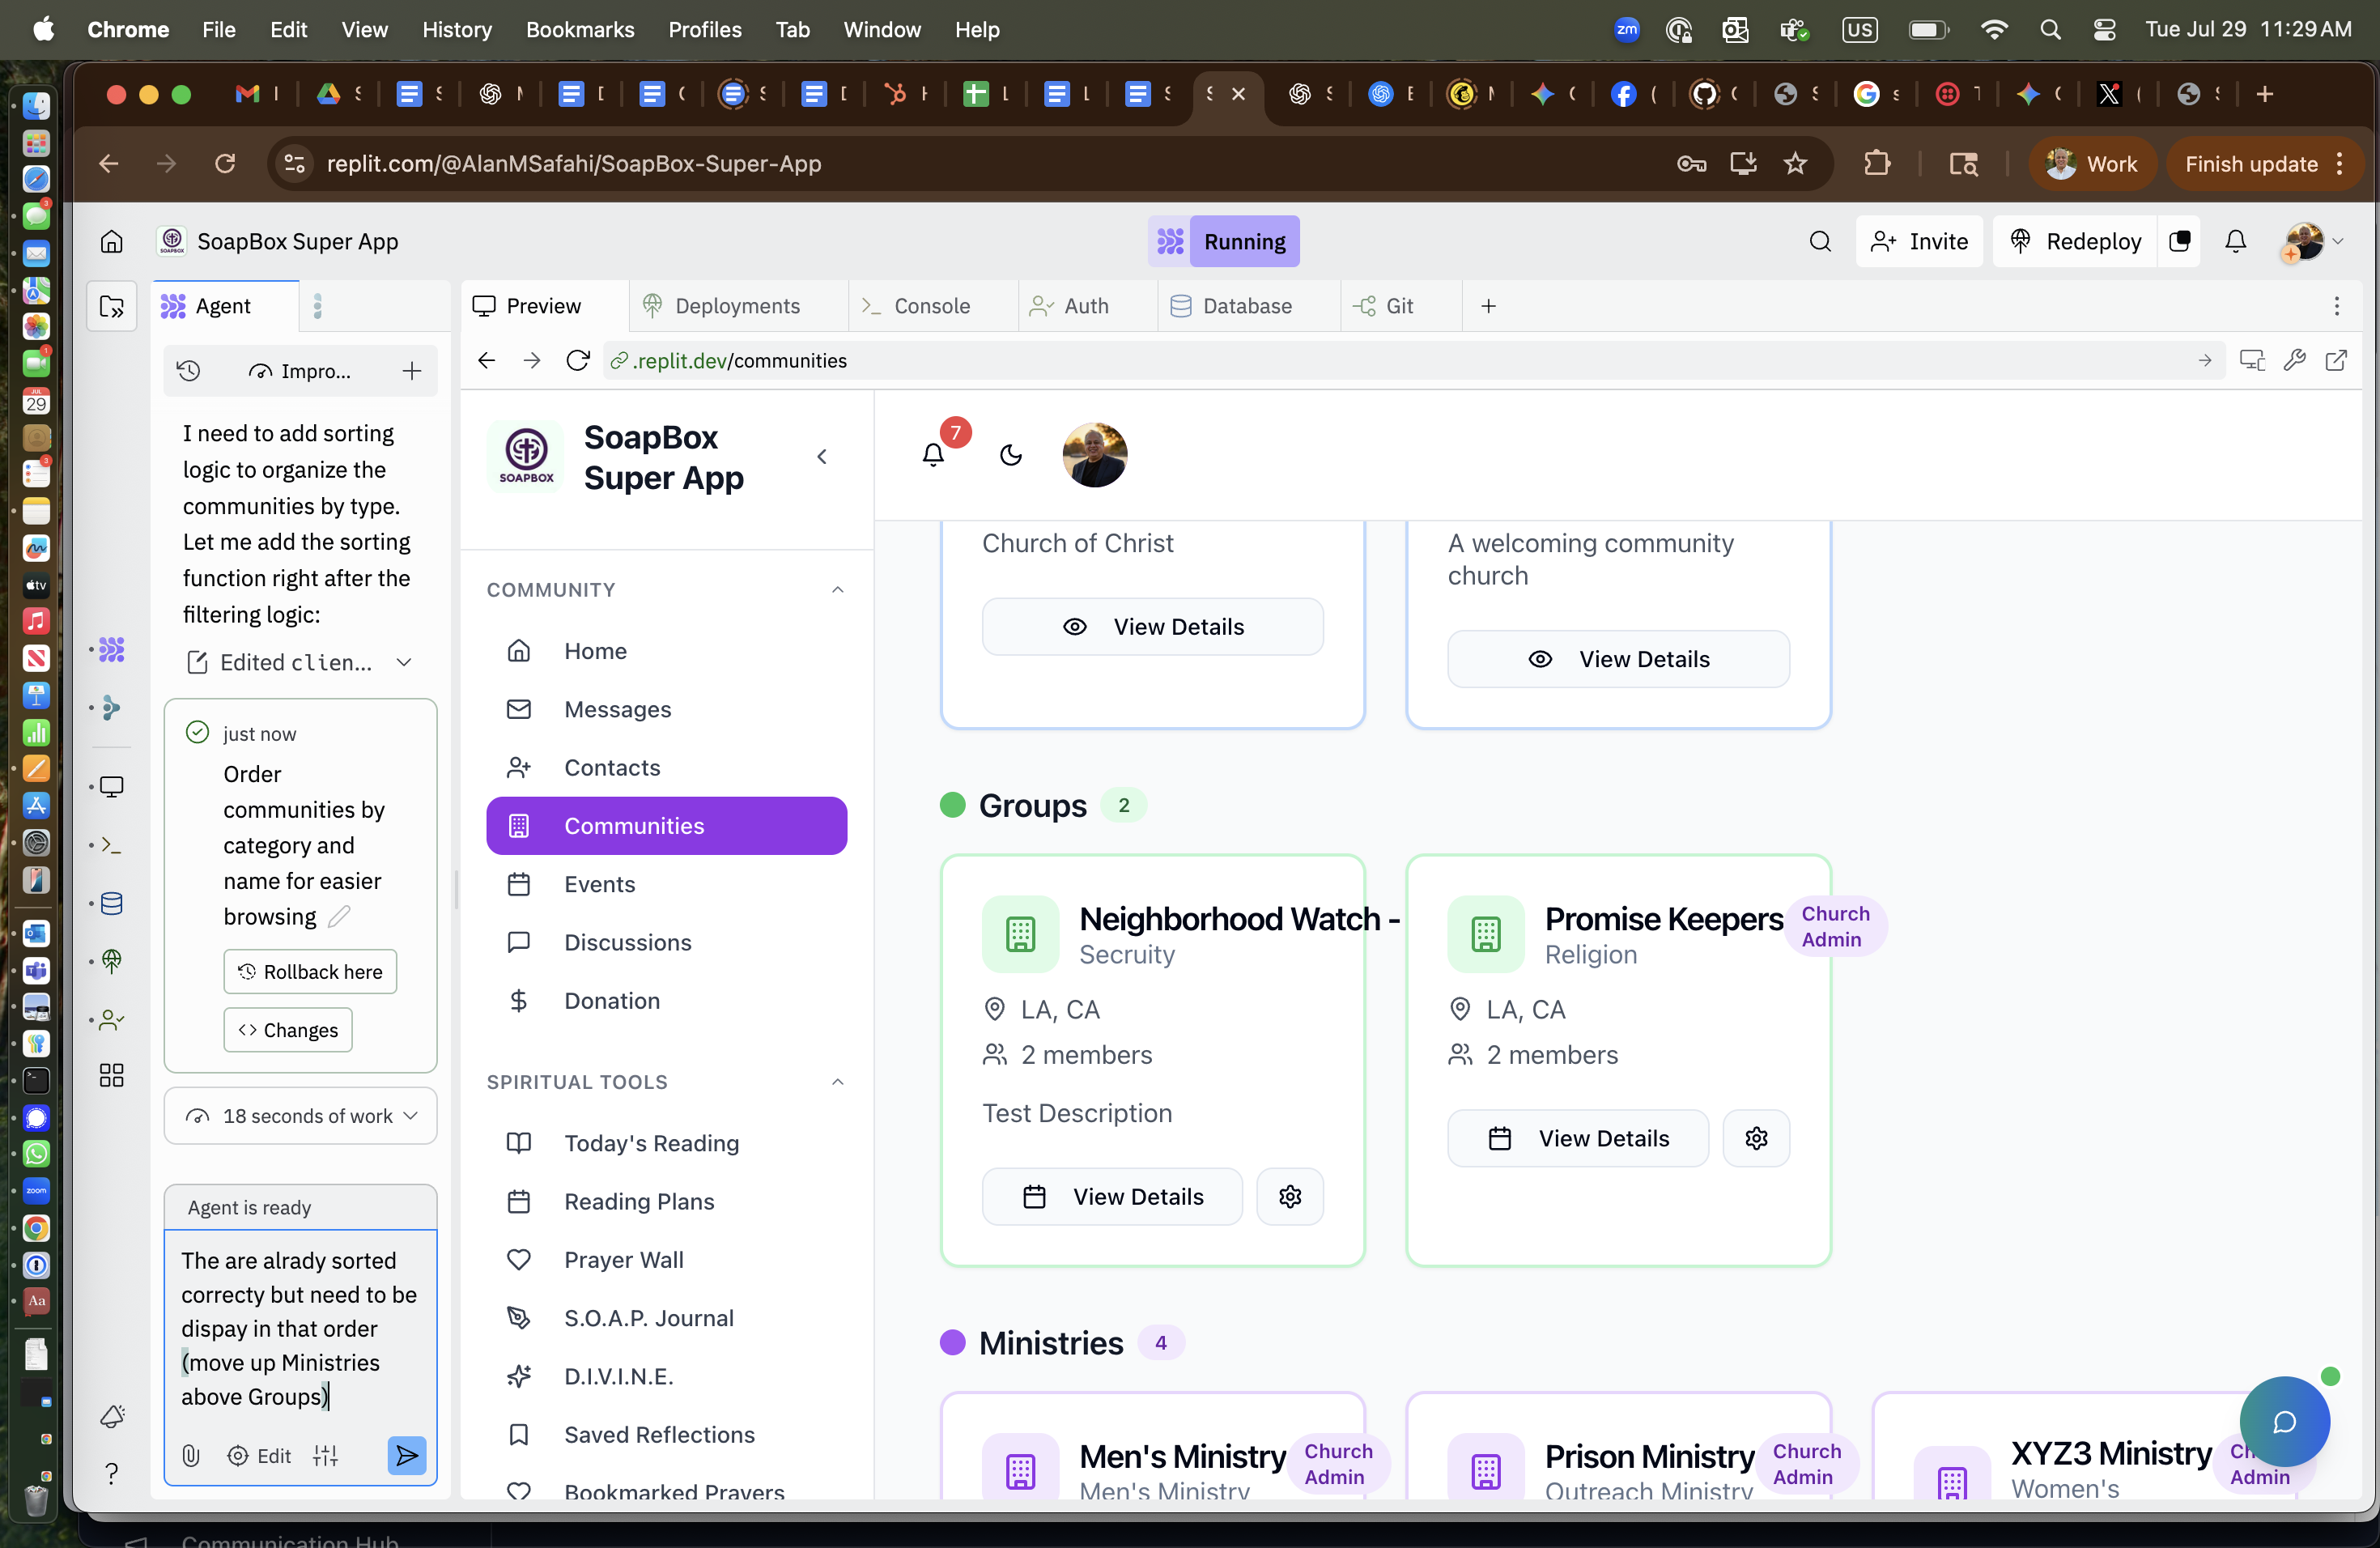 Chrome File Edit View History Bookmarks Profiles Tab Window Help
zm US Tue Jul 29 11:29 AM
replit.com/@AlanMSafahi/SoapBox-Super-App
Work
Finish update
SoapBox Super App
Running
Invite
Redeploy
Agent
Preview
Deployments
Console
Auth
Database
Git
Impro...
.replit.dev/communities
I need to add sorting
logic to organize the
communities by type.
Let me add the sorting
function right after the
filtering logic:
Edited clien...
just now
Order
communities by
category and
name for easier
browsing
Rollback here
Changes
18 seconds of work
Agent is ready
The are alrady sorted
correcty but need to be
dispay in that order
(move up Ministries
above Groups)
Edit
SOAPBOX
SoapBox
Super App
COMMUNITY
Home
Messages
Contacts
Communities
Events
Discussions
Donation
SPIRITUAL TOOLS
Today's Reading
Reading Plans
Prayer Wall
S.O.A.P. Journal
D.I.V.I.N.E.
Saved Reflections
Bookmarked Prayers
7
Church of Christ
View Details
A welcoming community
church
View Details
Groups 2
Neighborhood Watch -
Secruity
LA, CA
2 members
Test Description
View Details
Promise Keepers
Church
Admin
Religion
LA, CA
2 members
View Details
Ministries 4
Men's Ministry
Church
Admin
Men's Ministry
Prison Ministry
Church
Admin
Outreach Ministry
XYZ3 Ministry
Ch
Admin
Women's
Communication Hub